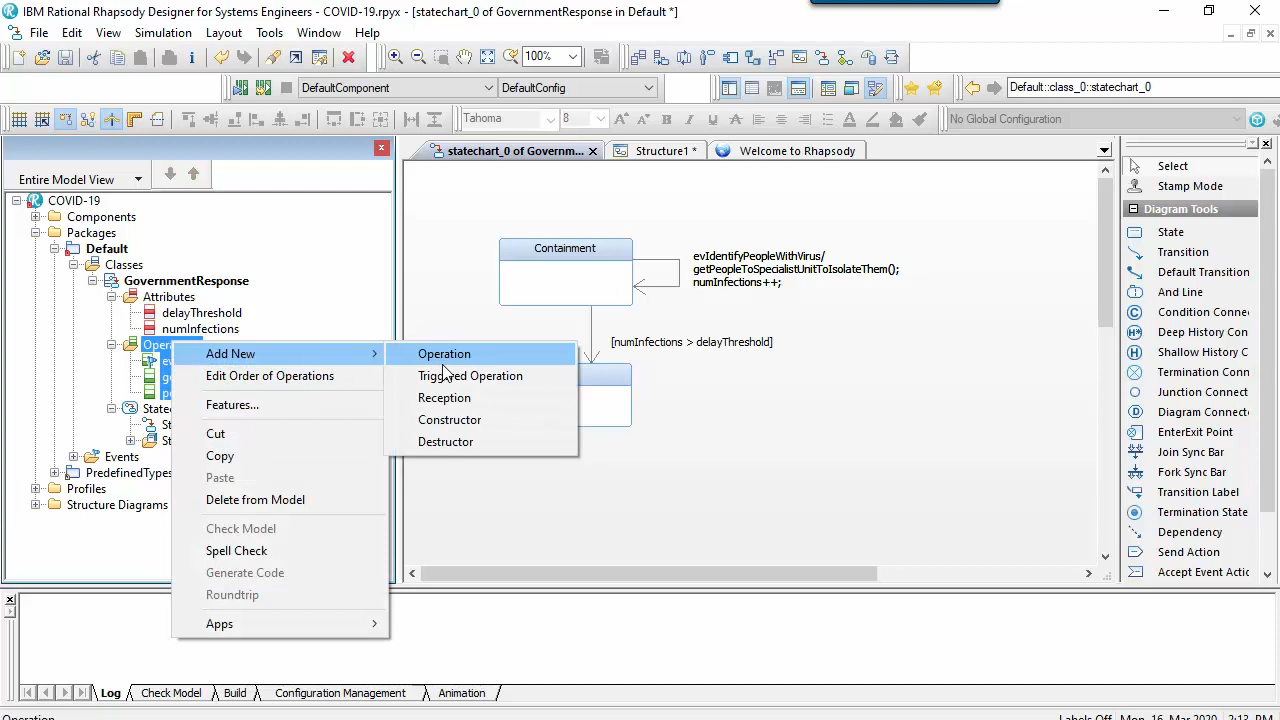 IBM Rational Rhapsody Designer for Systems Engineers - COVID-19.rpyx - [statechart_0 of GovernmentResponse in Default *]
File Edit View Simulation Layout Tools Window Help
100%
DefaultComponent DefaultConfig Default::class_0::statechart_0
Tahoma 8 No Global Configuration
statechart_0 of Governm... Structure1 * Welcome to Rhapsody
Entire Model View
COVID-19
Components
Packages
Default
Classes
GovernmentResponse
Attributes
delayThreshold
numInfections
Opera
Events
PredefinedTypes
Profiles
Structure Diagrams
Add New
Edit Order of Operations
Features...
Cut
Copy
Paste
Delete from Model
Check Model
Spell Check
Generate Code
Roundtrip
Apps
Operation
Triggered Operation
Reception
Constructor
Destructor
Containment
evIdentifyPeopleWithVirus/
getPeopleToSpecialistUnitToIsolateThem();
numInfections++;
[numInfections > delayThreshold]
Select
Stamp Mode
Diagram Tools
State
Transition
Default Transition
And Line
Condition Connec
Deep History Con
Shallow History C
Termination Conn
Junction Connect
Diagram Connecto
EnterExit Point
Join Sync Bar
Fork Sync Bar
Transition Label
Termination State
Dependency
Send Action
Accept Event Actic
Log Check Model Build Configuration Management Animation
Operation Labels Off Mon, 16, Mar, 2020 2:13 PM